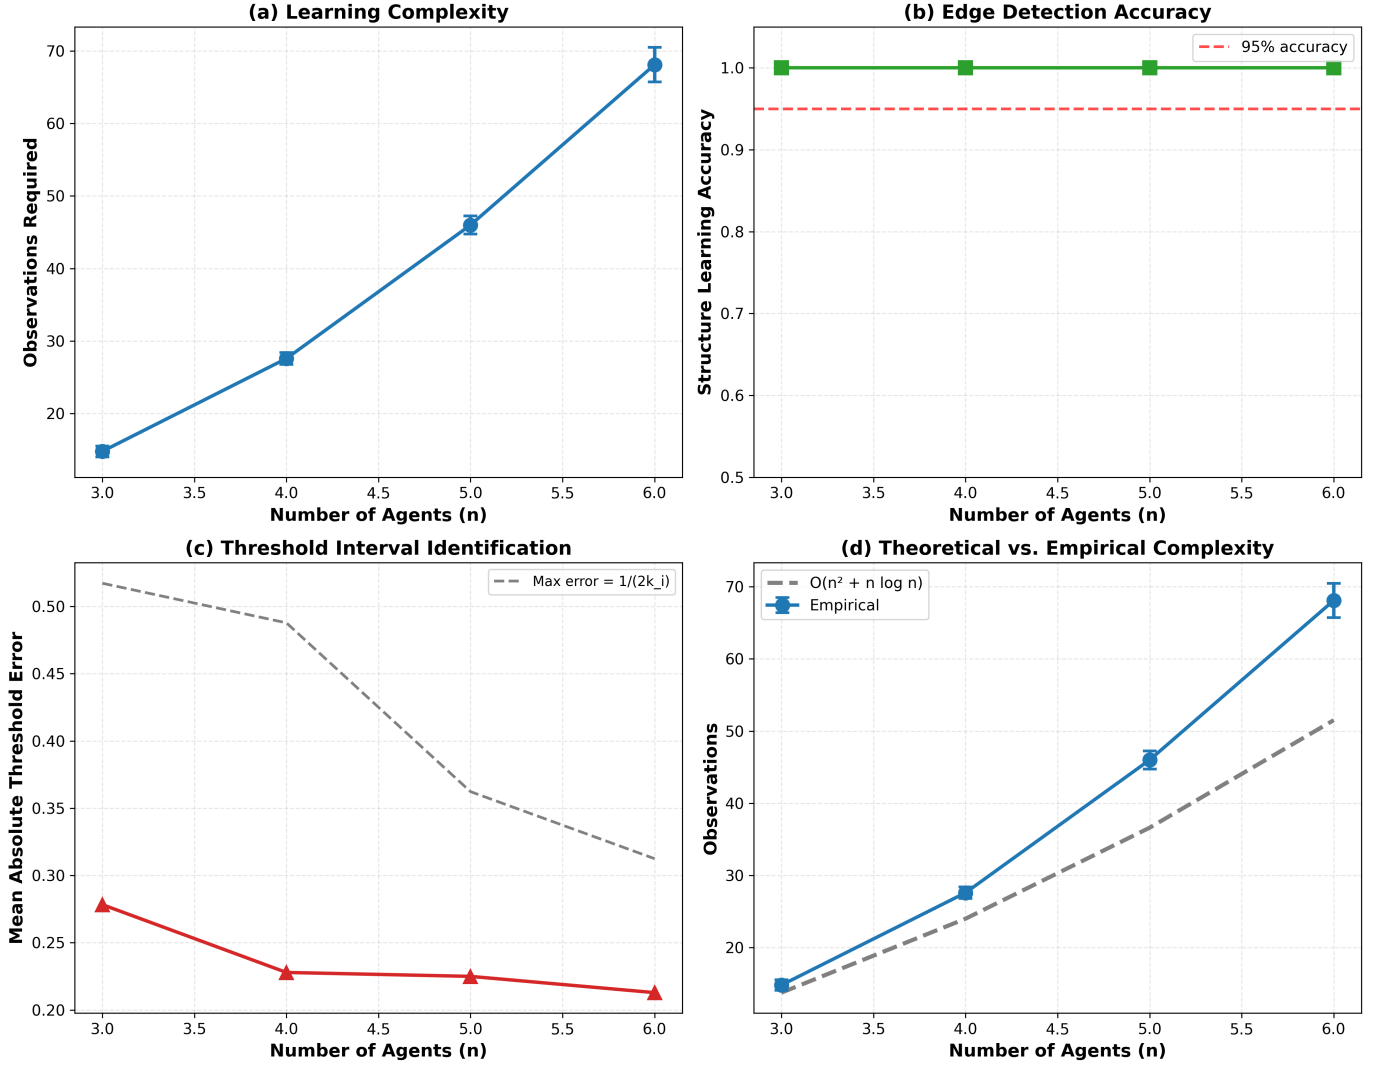 (a) Learning Complexity
Observations Required
70
60
50
40
30
20
3.0 3.5 4.0 4.5 5.0 5.5 6.0
Number of Agents (n)
(b) Edge Detection Accuracy
95% accuracy
Structure Learning Accuracy
1.0
0.9
0.8
0.7
0.6
0.5
3.0 3.5 4.0 4.5 5.0 5.5 6.0
Number of Agents (n)
(c) Threshold Interval Identification
Max error = 1/(2k_i)
Mean Absolute Threshold Error
0.50
0.45
0.40
0.35
0.30
0.25
0.20
3.0 3.5 4.0 4.5 5.0 5.5 6.0
Number of Agents (n)
(d) Theoretical vs. Empirical Complexity
O(n² + n log n)
Empirical
Observations
70
60
50
40
30
20
3.0 3.5 4.0 4.5 5.0 5.5 6.0
Number of Agents (n)